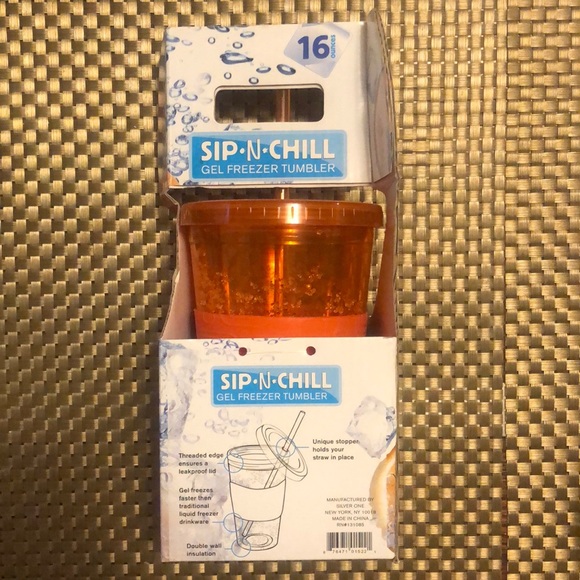 16
ounces
SIP·N·CHILL
GEL FREEZER TUMBLER
SIP·N·CHILL
GEL FREEZER TUMBLER
Unique stopper
holds your
straw in place
Threaded edge
ensures a
leakproof lid
Gel freezes
faster than
traditional
liquid freezer
drinkware
Double wall
insulation
MANUFACTURED BY
SILVER ONE
NEW YORK, NY
MADE IN CHINA